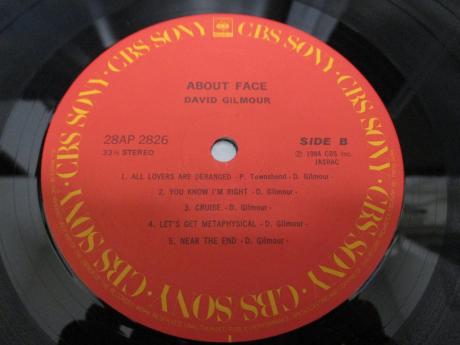 CBS SONY · CBS SONY · CBS SONY · CBS SONY · CBS SONY · CBS SONY · CBS SONY
ABOUT FACE
DAVID GILMOUR
28AP 2826
SIDE B
33⅓ STEREO
℗ 1984 CBS Inc.
JASRAC
1. ALL LOVERS ARE DERANGED - P. Townshend - D. Gilmour -
2. YOU KNOW I'M RIGHT - D. Gilmour -
3. CRUISE - D. Gilmour -
4. LET'S GET METAPHYSICAL - D. Gilmour -
5. NEAR THE END - D. Gilmour -